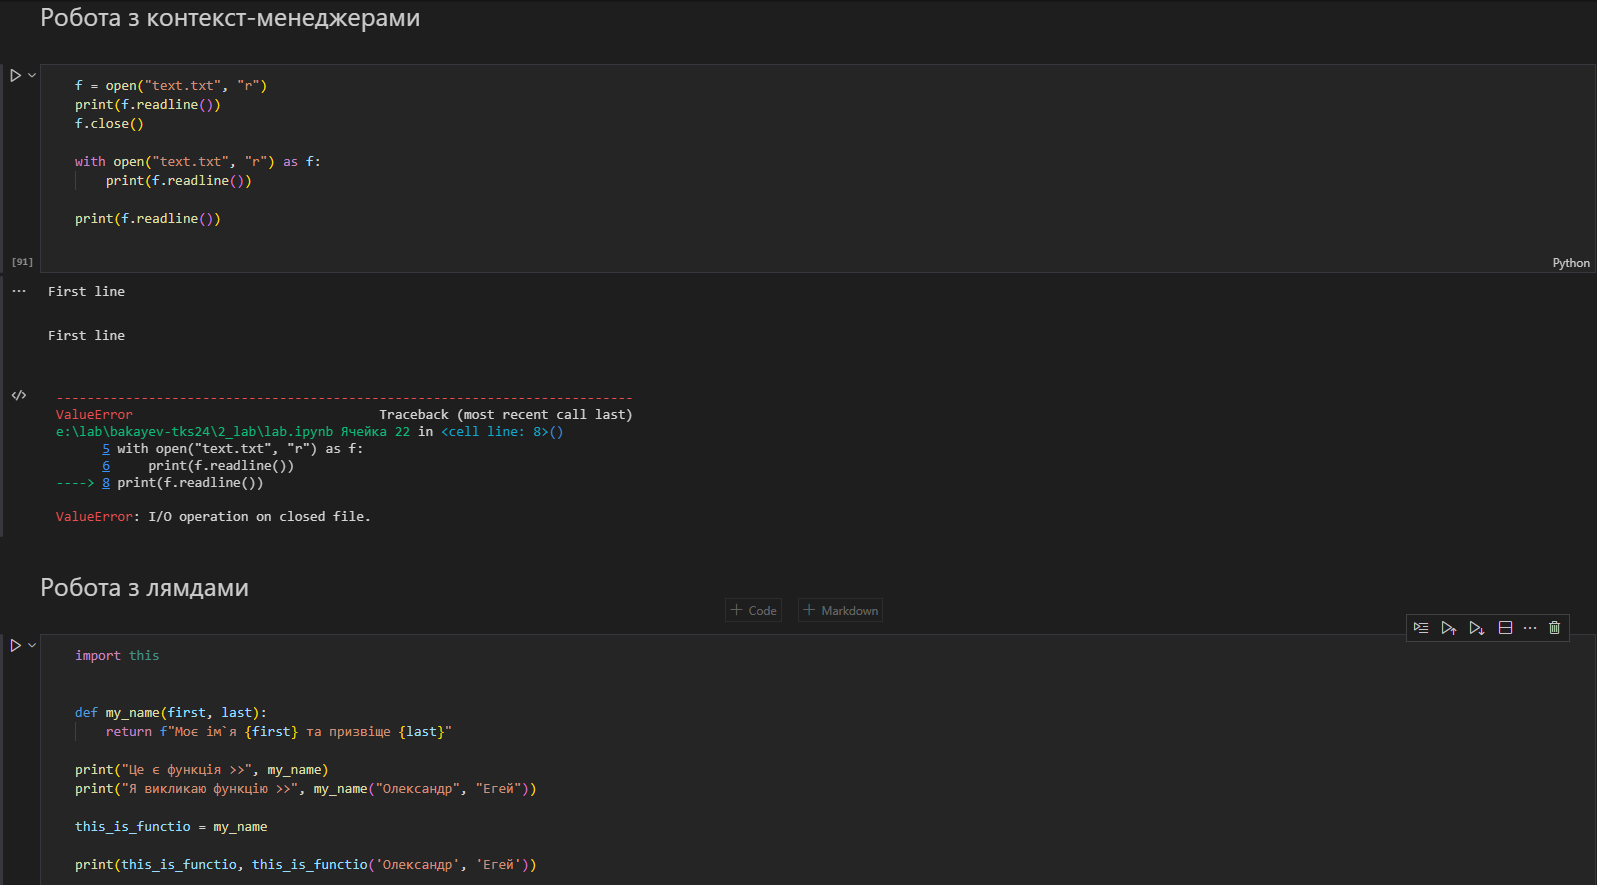 Робота з контекст-менеджерами
f = open("text.txt", "r")
print(f.readline())
f.close()
with open("text.txt", "r") as f:
    print(f.readline())
print(f.readline())
[91]
Python
First line
First line
---------------------------------------------------------------------------
ValueError                                Traceback (most recent call last)
e:\lab\bakayev-tks24\2_lab\lab.ipynb Ячейка 22 in <cell line: 8>()
      5 with open("text.txt", "r") as f:
      6     print(f.readline())
----> 8 print(f.readline())
ValueError: I/O operation on closed file.
Робота з лямдами
+ Code
+ Markdown
import this
def my_name(first, last):
    return f"Моє ім`я {first} та призвіще {last}"
print("Це є функція >>", my_name)
print("Я викликаю функцію >>", my_name("Олександр", "Егей"))
this_is_functio = my_name
print(this_is_functio, this_is_functio('Олександр', 'Егей'))